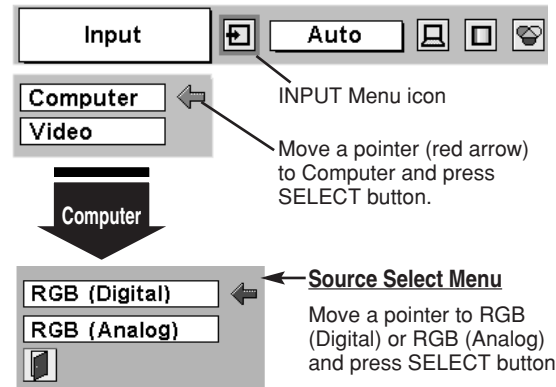 Input
Auto
INPUT Menu icon
Computer
Video
Move a pointer (red arrow)
to Computer and press
SELECT button.
Computer
RGB (Digital)
RGB (Analog)
Source Select Menu
Move a pointer to RGB
(Digital) or RGB (Analog)
and press SELECT button